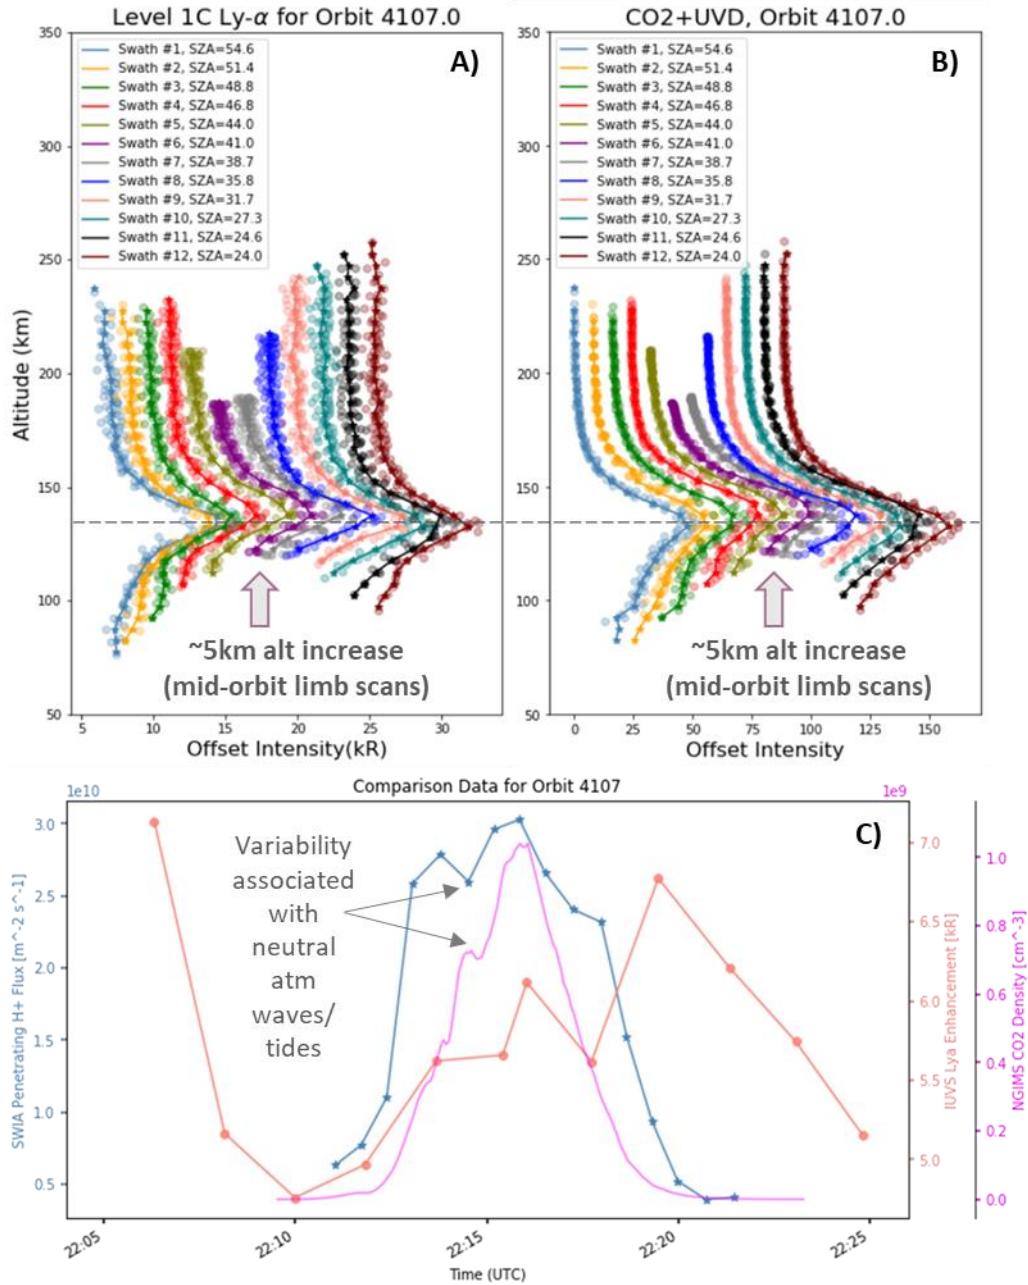 Level 1C Ly-α for Orbit 4107.0
A)
Swath #1, SZA=54.6
Swath #2, SZA=51.4
Swath #3, SZA=48.8
Swath #4, SZA=46.8
Swath #5, SZA=44.0
Swath #6, SZA=41.0
Swath #7, SZA=38.7
Swath #8, SZA=35.8
Swath #9, SZA=31.7
Swath #10, SZA=27.3
Swath #11, SZA=24.6
Swath #12, SZA=24.0
350
300
250
200
150
100
50
Altitude (km)
~5km alt increase
(mid-orbit limb scans)
5 10 15 20 25 30
Offset Intensity(kR)
CO2+UVD, Orbit 4107.0
B)
Swath #1, SZA=54.6
Swath #2, SZA=51.4
Swath #3, SZA=48.8
Swath #4, SZA=46.8
Swath #5, SZA=44.0
Swath #6, SZA=41.0
Swath #7, SZA=38.7
Swath #8, SZA=35.8
Swath #9, SZA=31.7
Swath #10, SZA=27.3
Swath #11, SZA=24.6
Swath #12, SZA=24.0
350
300
250
200
150
100
50
~5km alt increase
(mid-orbit limb scans)
0 25 50 75 100 125 150
Offset Intensity
Comparison Data for Orbit 4107
1e10
1e9
C)
Variability
associated
with
neutral
atm
waves/
tides
3.0
2.5
2.0
1.5
1.0
0.5
SWIA Penetrating H+ Flux [m^-2 s^-1]
7.0
6.5
6.0
5.5
5.0
IUVS Lya Enhancement [kR]
1.0
0.8
0.6
0.4
0.2
0.0
NGIMS CO2 Density [cm^-3]
22:05 22:10 22:15 22:20 22:25
Time (UTC)